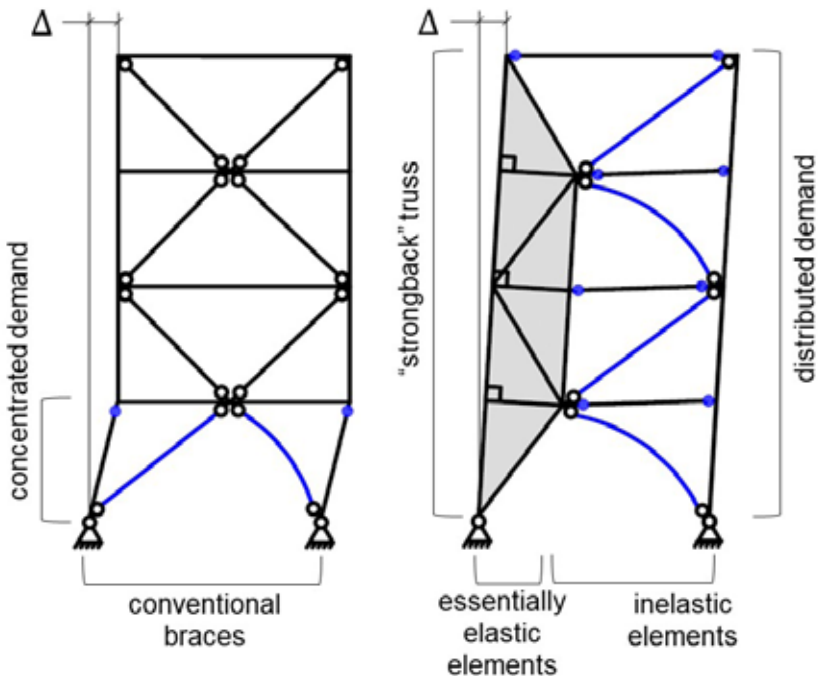 Δ
Δ
concentrated demand
"strongback" truss
distributed demand
conventional
braces
essentially
elastic
elements
inelastic
elements